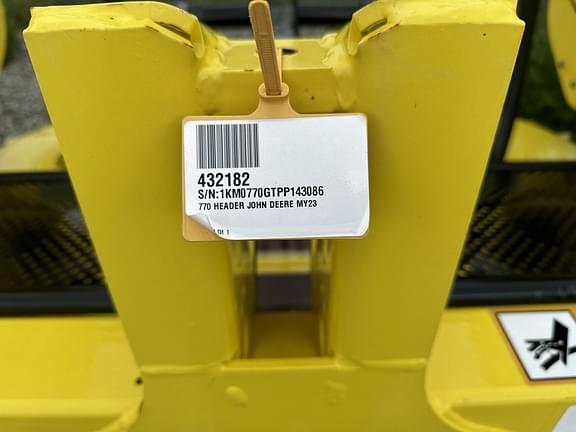 432182
S/N:1KM0770GTPP143086
770 HEADER JOHN DEERE MY23